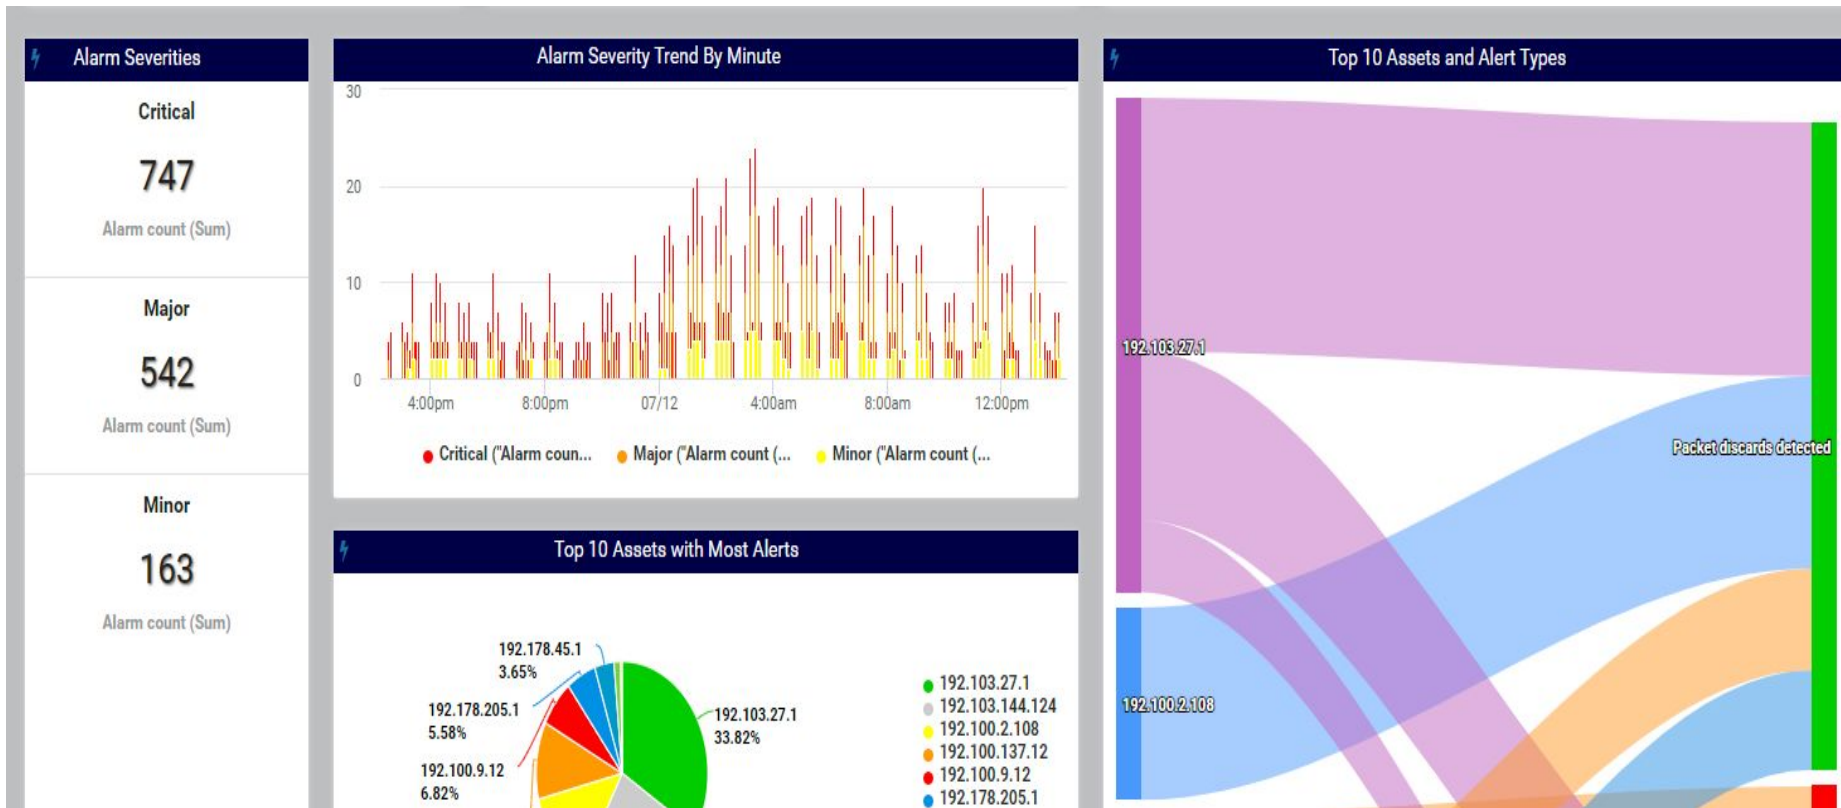 Alarm Severities
Critical
747
Alarm count (Sum)
Major
542
Alarm count (Sum)
Minor
163
Alarm count (Sum)
Alarm Severity Trend By Minute
30
20
10
0
4:00pm 8:00pm 07/12 4:00am 8:00am 12:00pm
Critical ("Alarm coun... Major ("Alarm count (... Minor ("Alarm count (...
Top 10 Assets with Most Alerts
192.178.45.1
3.65%
192.178.205.1
5.58%
192.100.9.12
6.82%
192.103.27.1
33.82%
192.103.27.1
192.103.144.124
192.100.2.108
192.100.137.12
192.100.9.12
192.178.205.1
Top 10 Assets and Alert Types
192.103.27.1
Packet discards detected
192.100.2.108